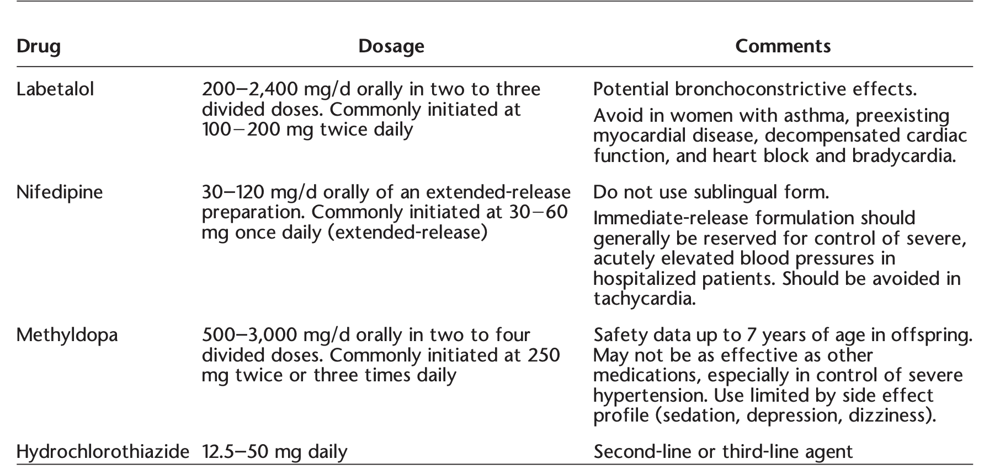 Drug Dosage Comments
Labetalol
200–2,400 mg/d orally in two to three
divided doses. Commonly initiated at
100–200 mg twice daily
Potential bronchoconstrictive effects.
Avoid in women with asthma, preexisting
myocardial disease, decompensated cardiac
function, and heart block and bradycardia.
Nifedipine
30–120 mg/d orally of an extended-release
preparation. Commonly initiated at 30–60
mg once daily (extended-release)
Do not use sublingual form.
Immediate-release formulation should
generally be reserved for control of severe,
acutely elevated blood pressures in
hospitalized patients. Should be avoided in
tachycardia.
Methyldopa
500–3,000 mg/d orally in two to four
divided doses. Commonly initiated at 250
mg twice or three times daily
Safety data up to 7 years of age in offspring.
May not be as effective as other
medications, especially in control of severe
hypertension. Use limited by side effect
profile (sedation, depression, dizziness).
Hydrochlorothiazide
12.5–50 mg daily
Second-line or third-line agent